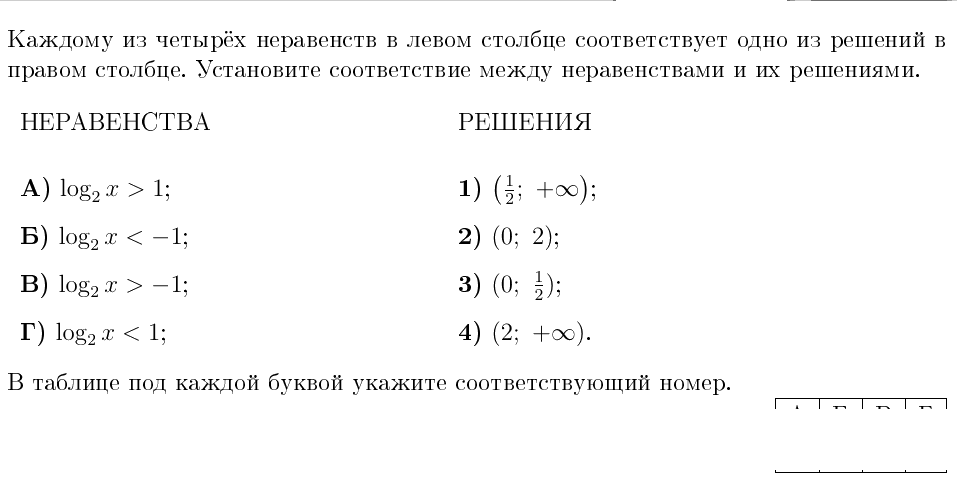 Каждому из четырёх неравенств в левом столбце соответствует одно из решений в
правом столбце. Установите соответствие между неравенствами и их решениями.
НЕРАВЕНСТВА РЕШЕНИЯ
А) log₂ x > 1; 1) (1/2; +∞);
Б) log₂ x < −1; 2) (0; 2);
В) log₂ x > −1; 3) (0; 1/2);
Г) log₂ x < 1; 4) (2; +∞).
В таблице под каждой буквой укажите соответствующий номер.